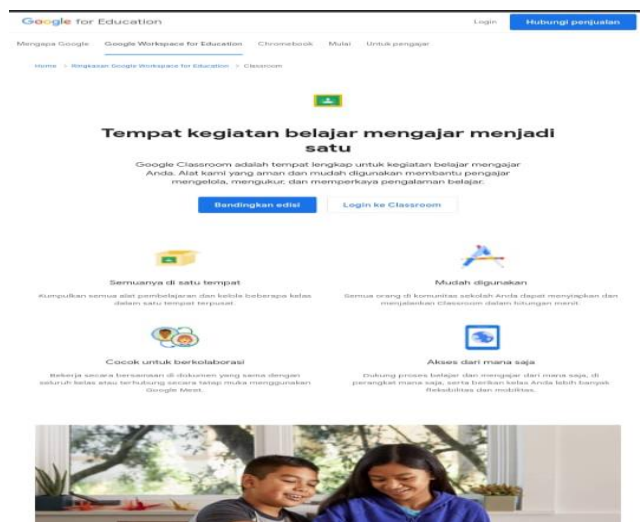 Google for Education
Login
Hubungi penjualan
Mengapa Google
Google Workspace for Education
Chromebook
Mulai
Untuk pengajar
Home > Ringkasan Google Workspace for Education > Classroom
Tempat kegiatan belajar mengajar menjadi
satu
Google Classroom adalah tempat lengkap untuk kegiatan belajar mengajar
Anda. Alat kami yang aman dan mudah digunakan membantu pengajar
mengelola, mengukur, dan memperkaya pengalaman belajar.
Bandingkan edisi
Login ke Classroom
Semuanya di satu tempat
Kumpulkan semua alat pembelajaran dan kelola beberapa kelas
dalam satu tempat terpusat.
Mudah digunakan
Semua orang di komunitas sekolah Anda dapat menyiapkan dan
menjalankan Classroom dalam hitungan menit
Cocok untuk berkolaborasi
Bekerja secara bersamaan di dokumen yang sama dengan
seluruh kelas atau terhubung secara tatap muka menggunakan
Google Meet.
Akses dari mana saja
Dukung proses belajar dan mengajar dari mana saja, di
perangkat mana saja, serta berikan kelas Anda lebih banyak
fleksibilitas dan mobilitas.